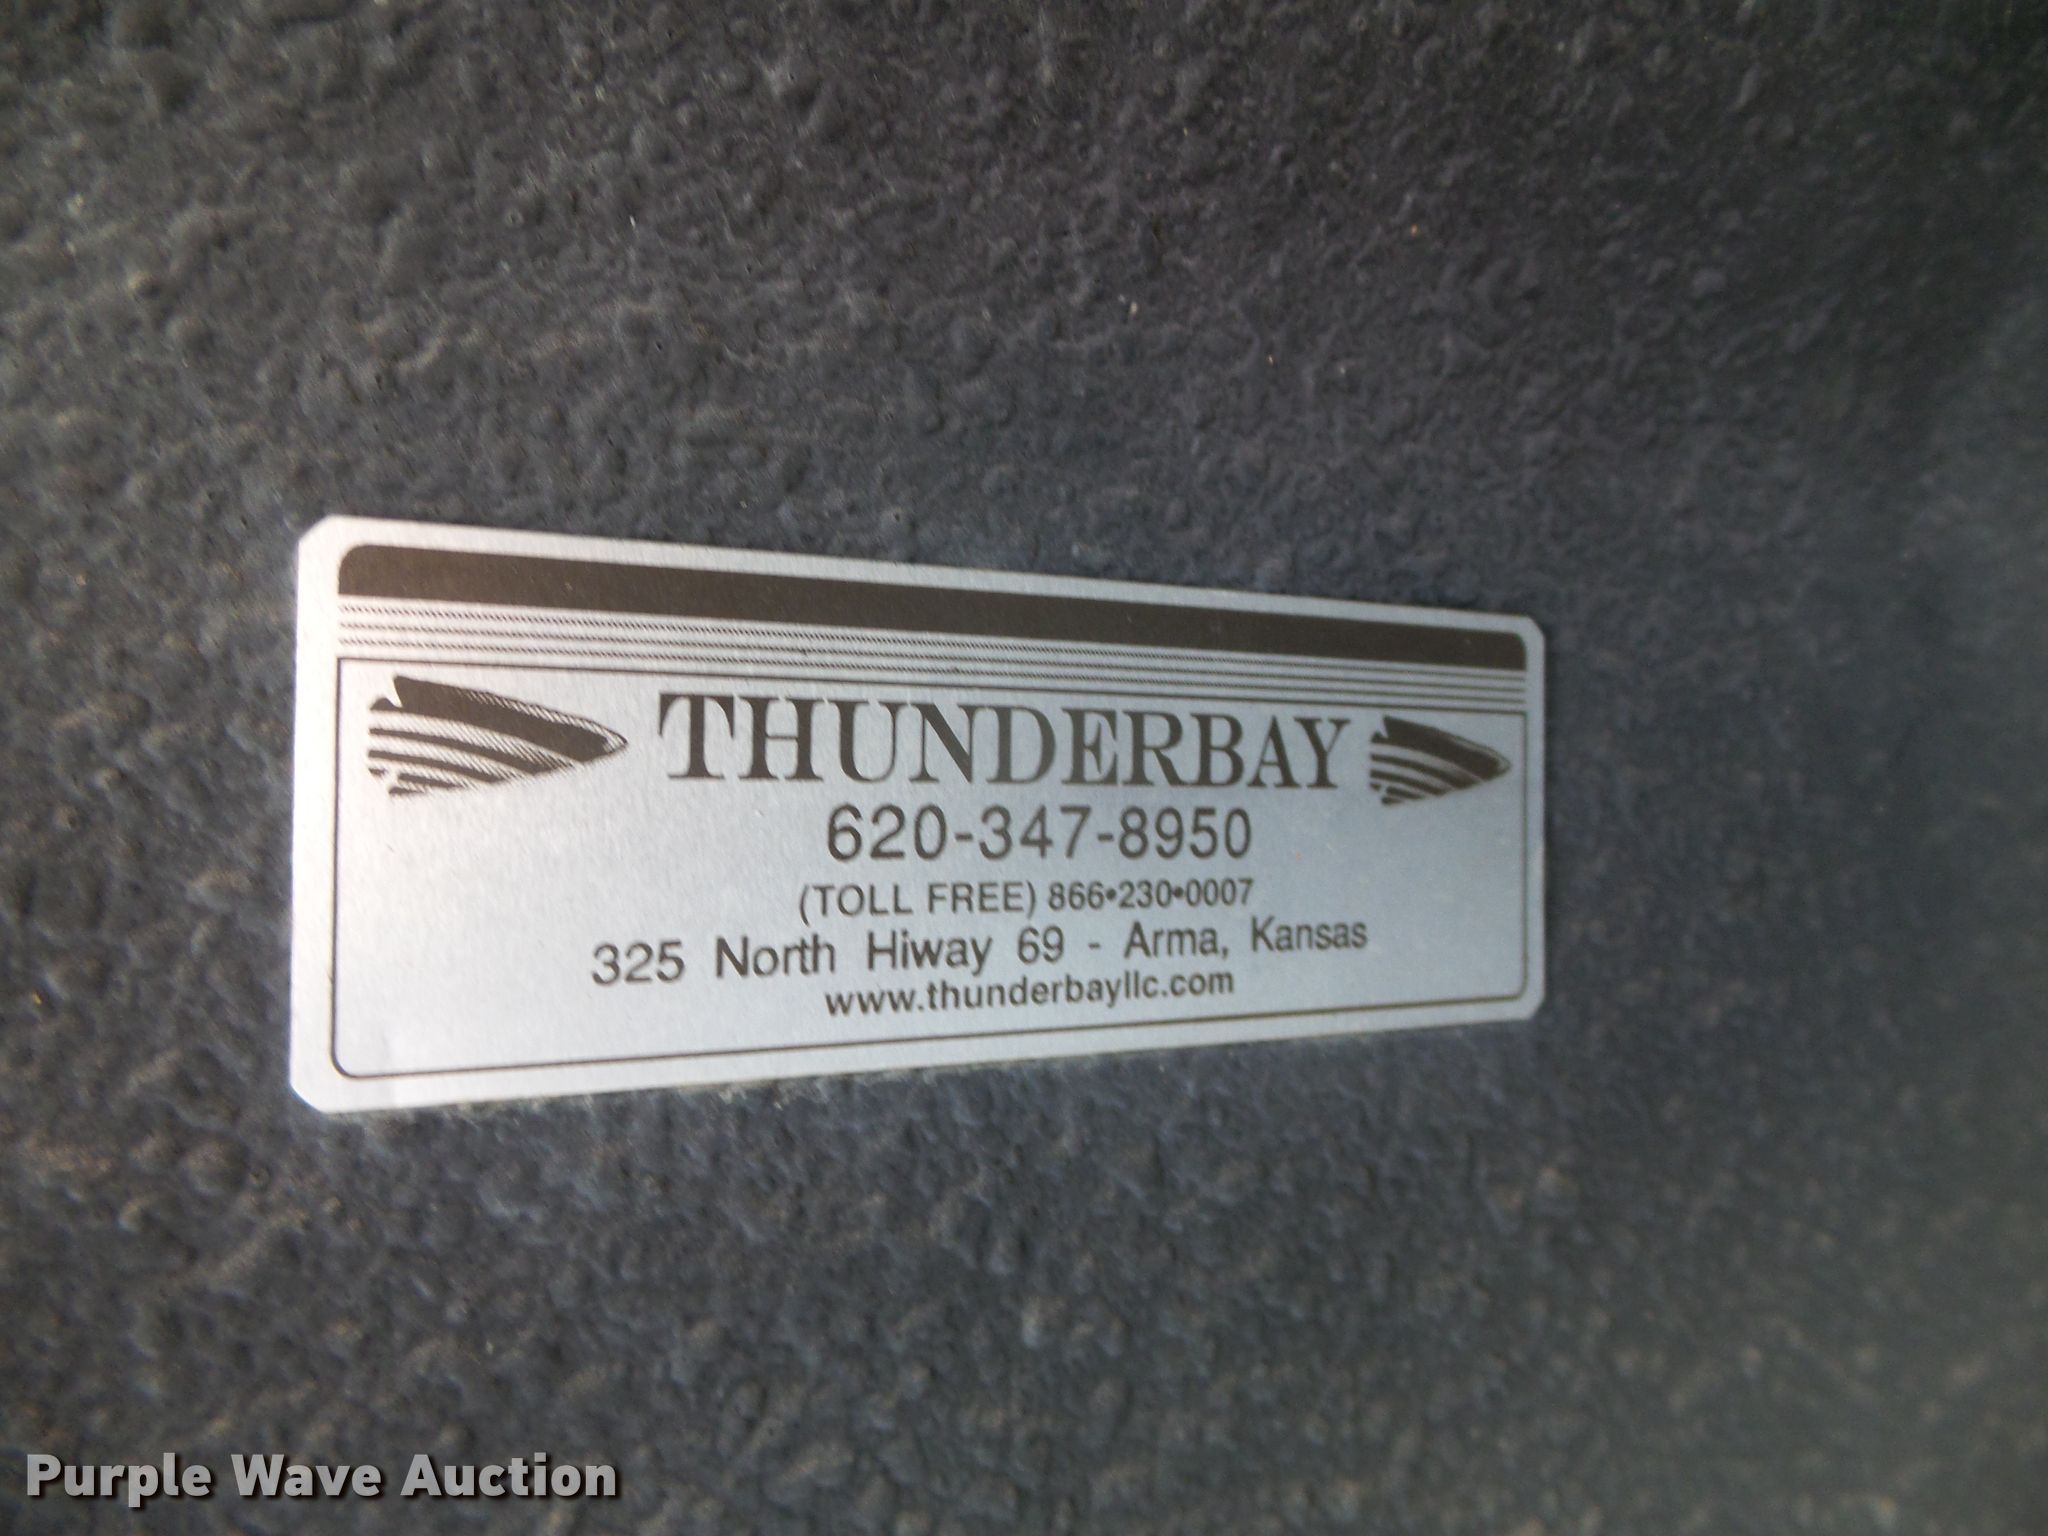 THUNDERBAY
620-347-8950
(TOLL FREE) 866•230•0007
325 North Hiway 69 - Arma, Kansas
www.thunderbayllc.com
Purple Wave Auction